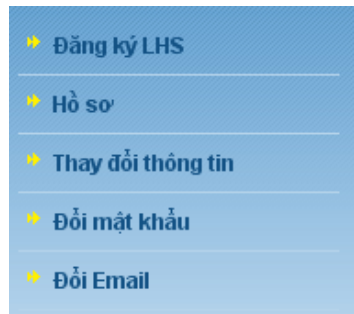 Đăng ký LHS
Hồ sơ
Thay đổi thông tin
Đổi mật khẩu
Đổi Email